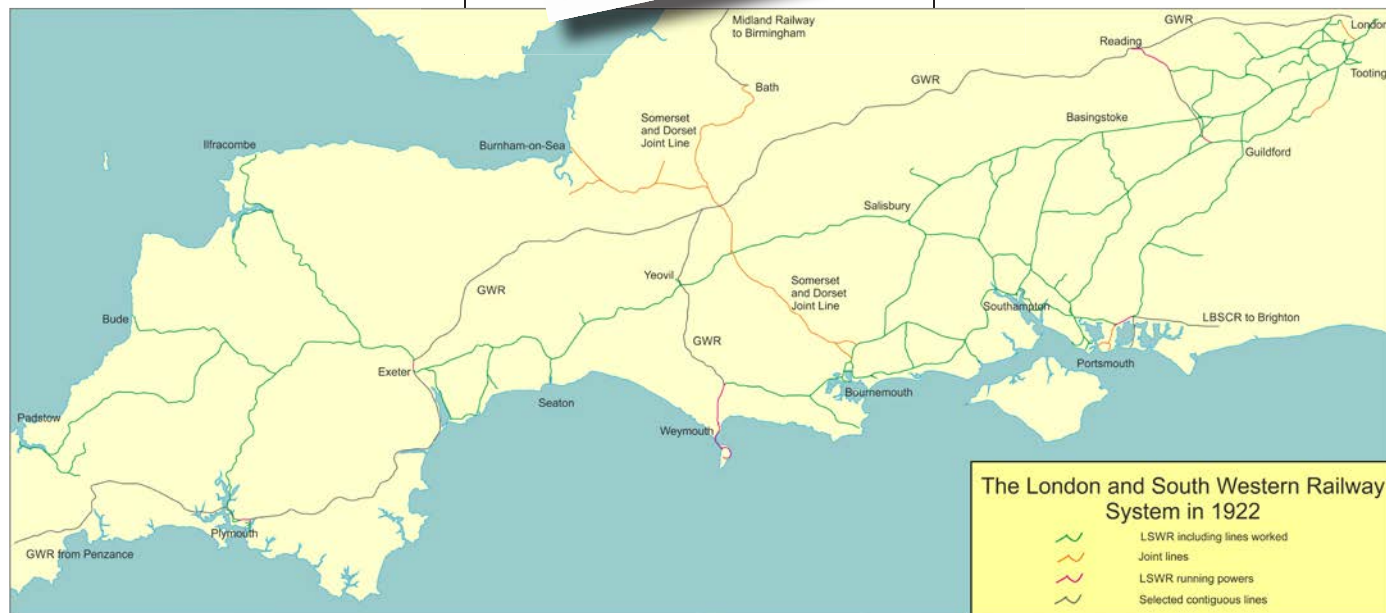 Midland Railway
to Birmingham
GWR
London
Reading
Tooting
GWR
Bath
Somerset
and Dorset
Joint Line
Basingstoke
Ilfracombe
Burnham-on-Sea
Guildford
Salisbury
Yeovil
Somerset
and Dorset
Joint Line
GWR
Southampton
Bude
LBSCR to Brighton
GWR
Portsmouth
Exeter
Bournemouth
Seaton
Padstow
Weymouth
Plymouth
GWR from Penzance
The London and South Western Railway
System in 1922
LSWR including lines worked
Joint lines
LSWR running powers
Selected contiguous lines